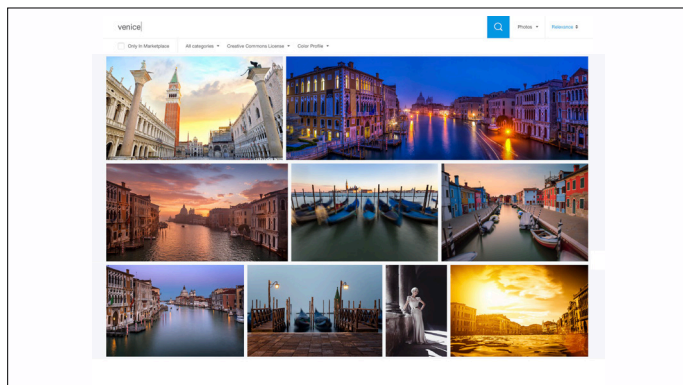 venice
Photos
Relevance
Only in Marketplace
All categories
Creative Commons License
Color Profile